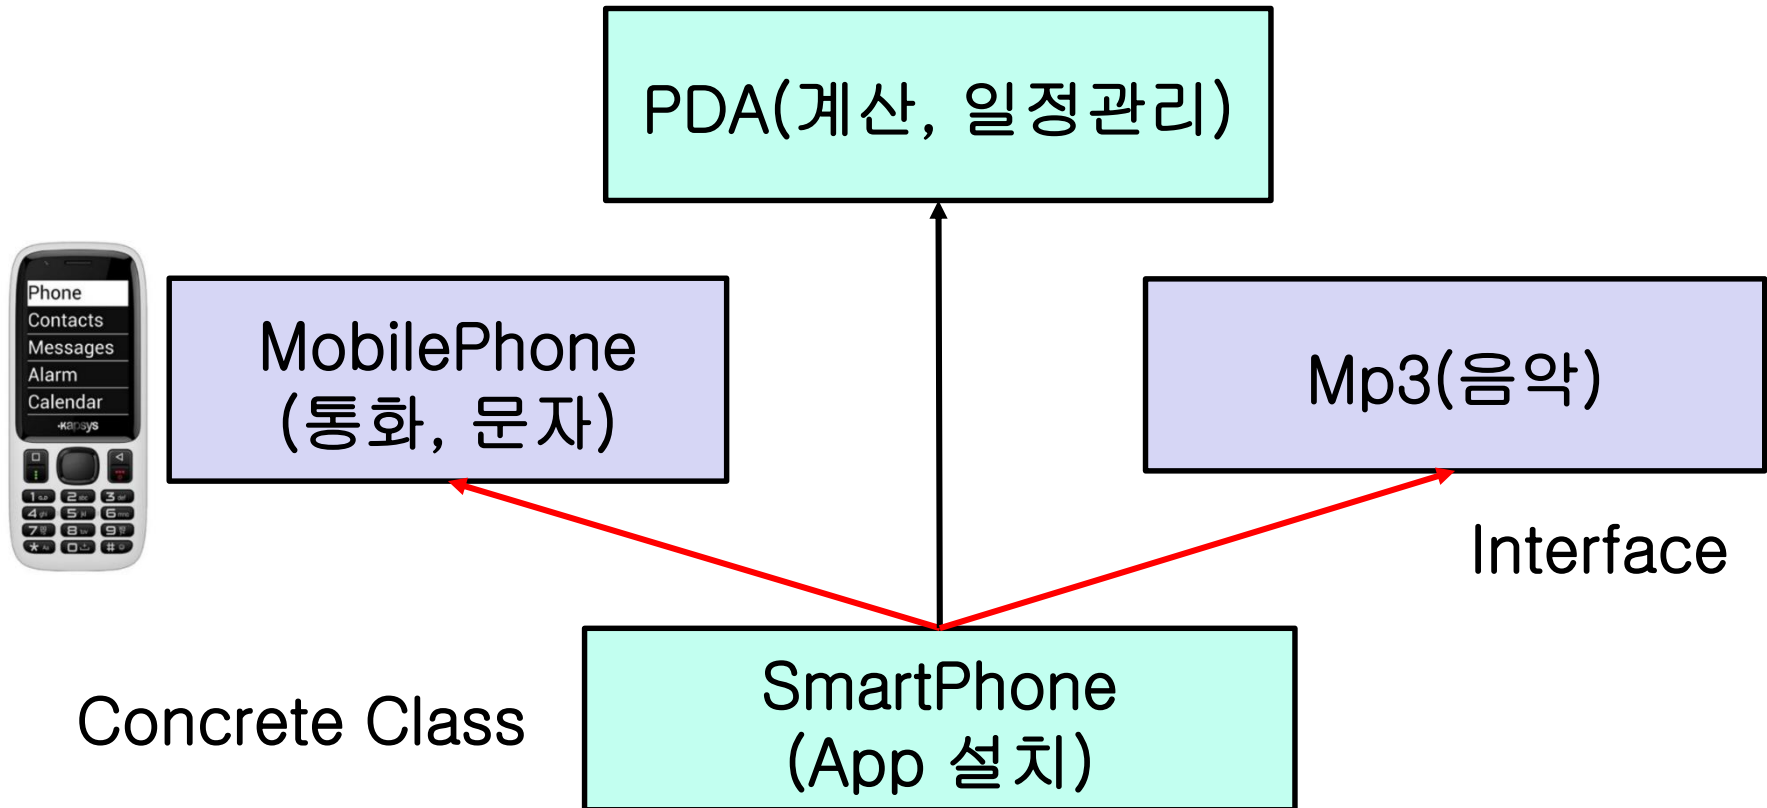 PDA(계산, 일정관리)
Phone
Contacts
Messages
Alarm
Calendar
kapsys
MobilePhone
(통화, 문자)
Mp3(음악)
Interface
SmartPhone
(App 설치)
Concrete Class